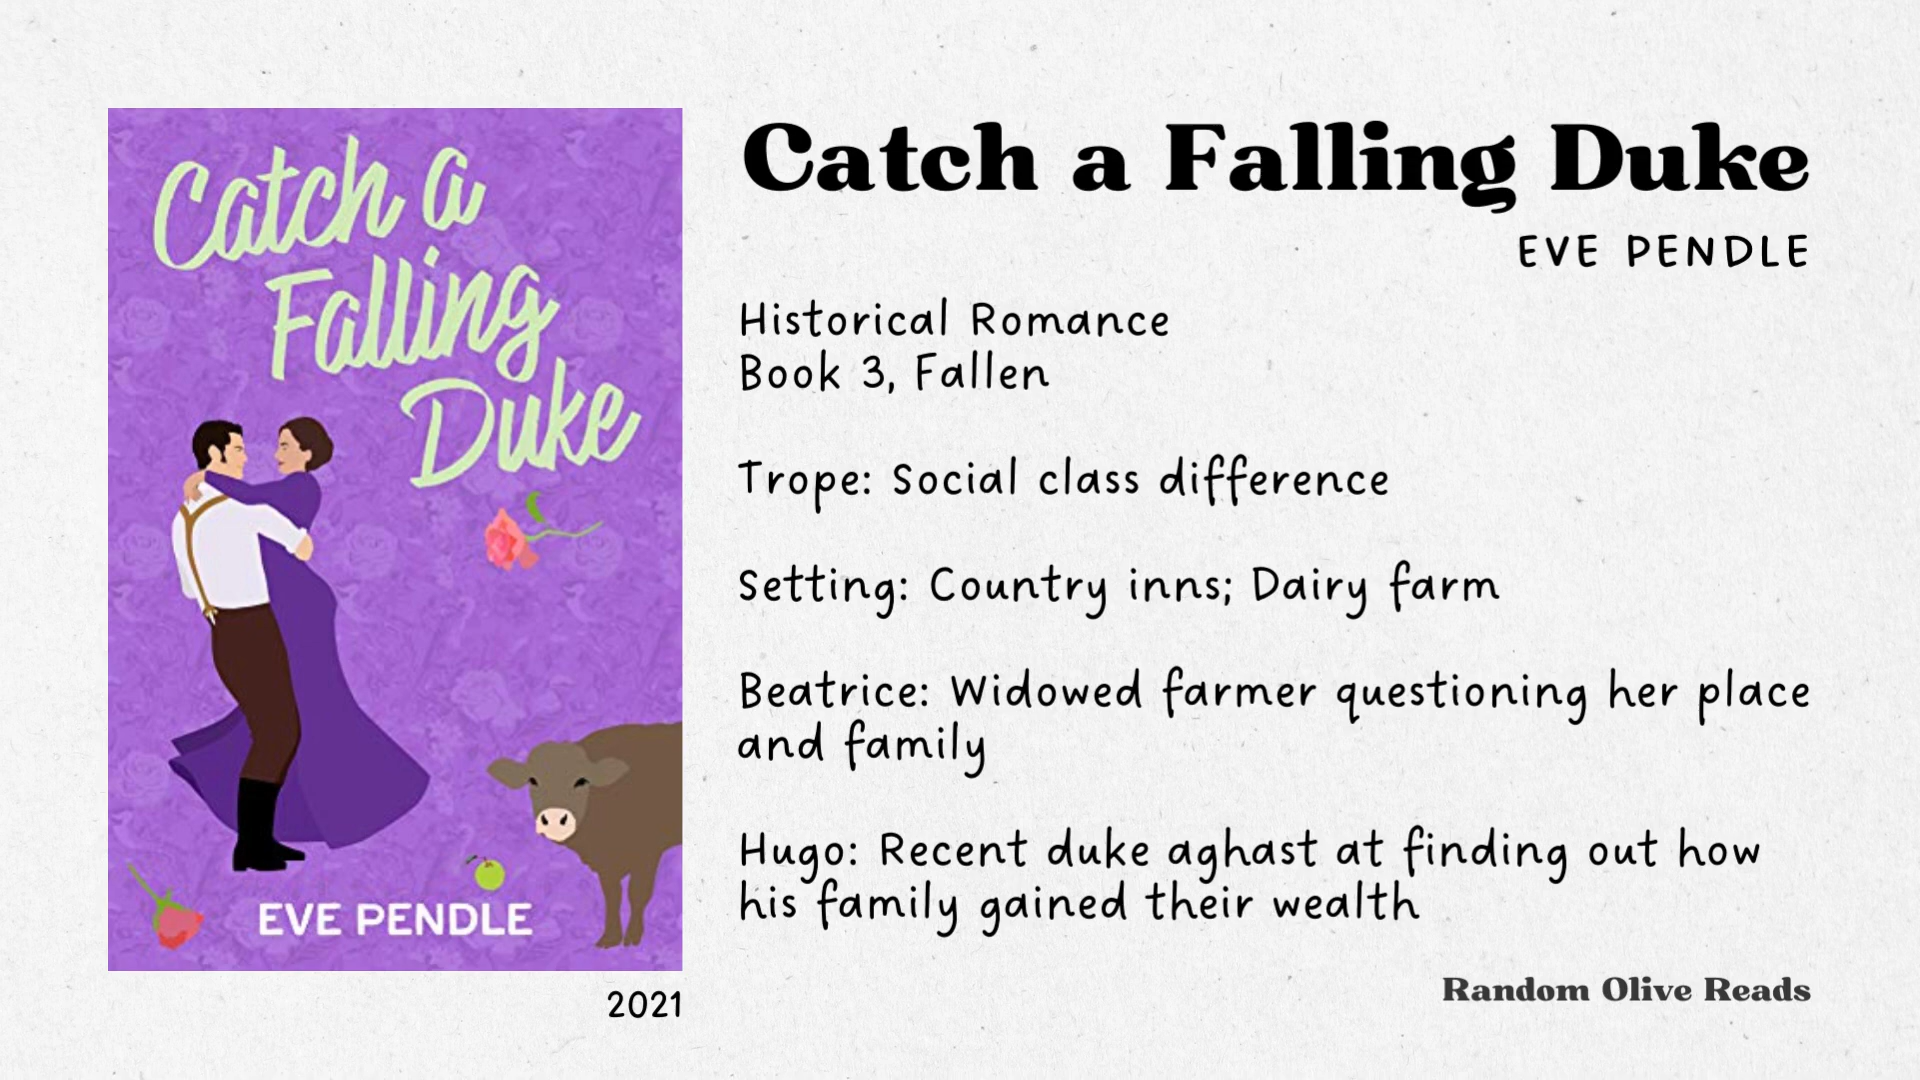 Catch a
Falling
Duke
EVE PENDLE
2021
Catch a Falling Duke
EVE PENDLE
Historical Romance
Book 3, Fallen
Trope: Social class difference
Setting: Country inns; Dairy farm
Beatrice: Widowed farmer questioning her place
and family
Hugo: Recent duke aghast at finding out how
his family gained their wealth
Random Olive Reads